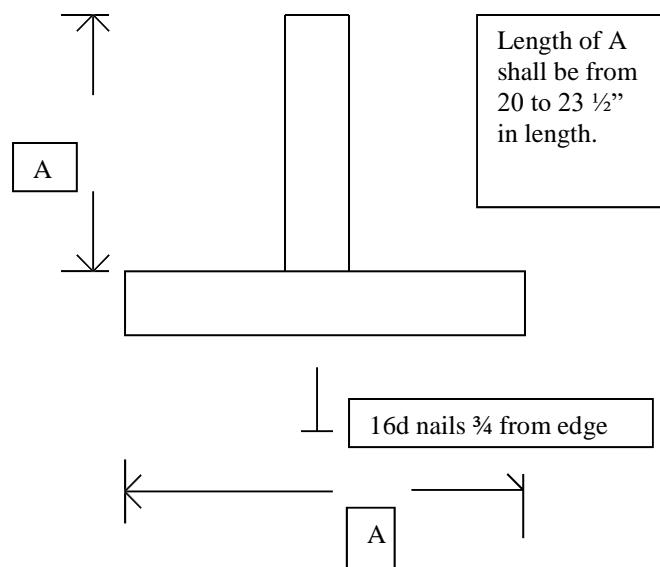 Length of A
shall be from
20 to 23 ½”
in length.
A
16d nails ¾ from edge
A